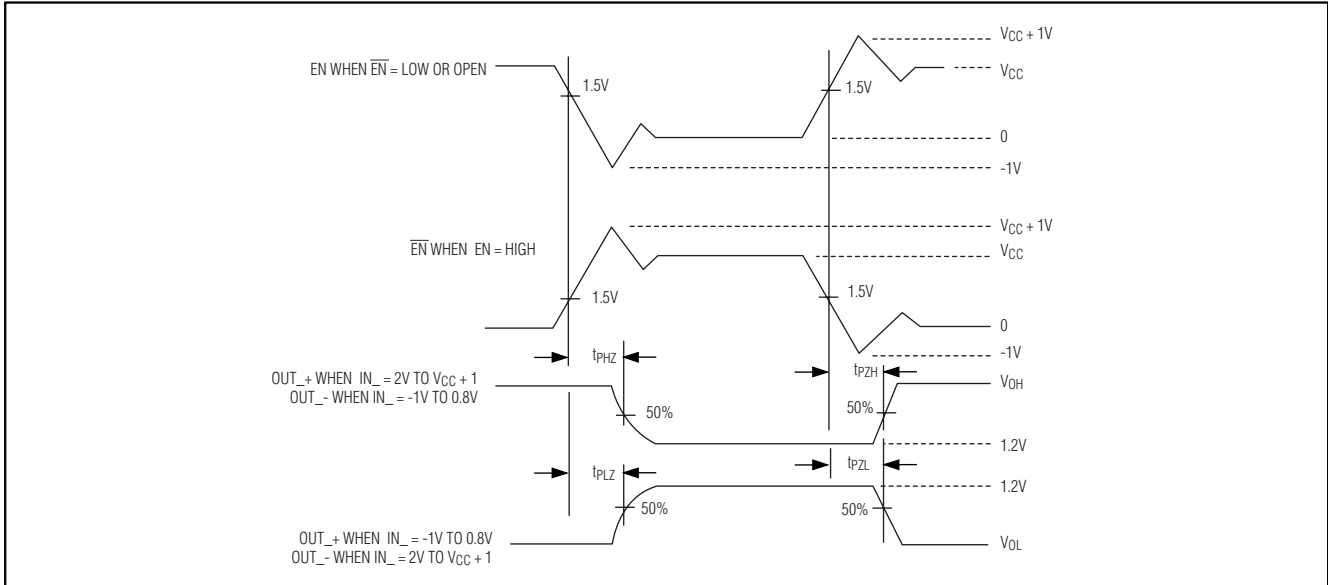 EN WHEN E̅N̅ = LOW OR OPEN
1.5V
1.5V
VCC + 1V
VCC
0
-1V
E̅N̅ WHEN EN = HIGH
1.5V
1.5V
VCC + 1V
VCC
0
-1V
tPHZ
tPZH
OUT_+ WHEN IN_ = 2V TO VCC + 1
OUT_- WHEN IN_ = -1V TO 0.8V
50%
50%
VOH
1.2V
tPLZ
tPZL
1.2V
50%
50%
OUT_+ WHEN IN_ = -1V TO 0.8V
OUT_- WHEN IN_ = 2V TO VCC + 1
VOL